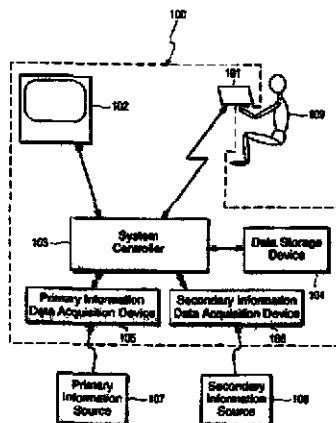 100
101
102
109
System
Controller
103
Data Storage
Device
104
Primary Information
Data Acquisition Device
Secondary Information
Data Acquisition Device
105
106
Primary
Information
Source
107
Secondary
Information
Source
108